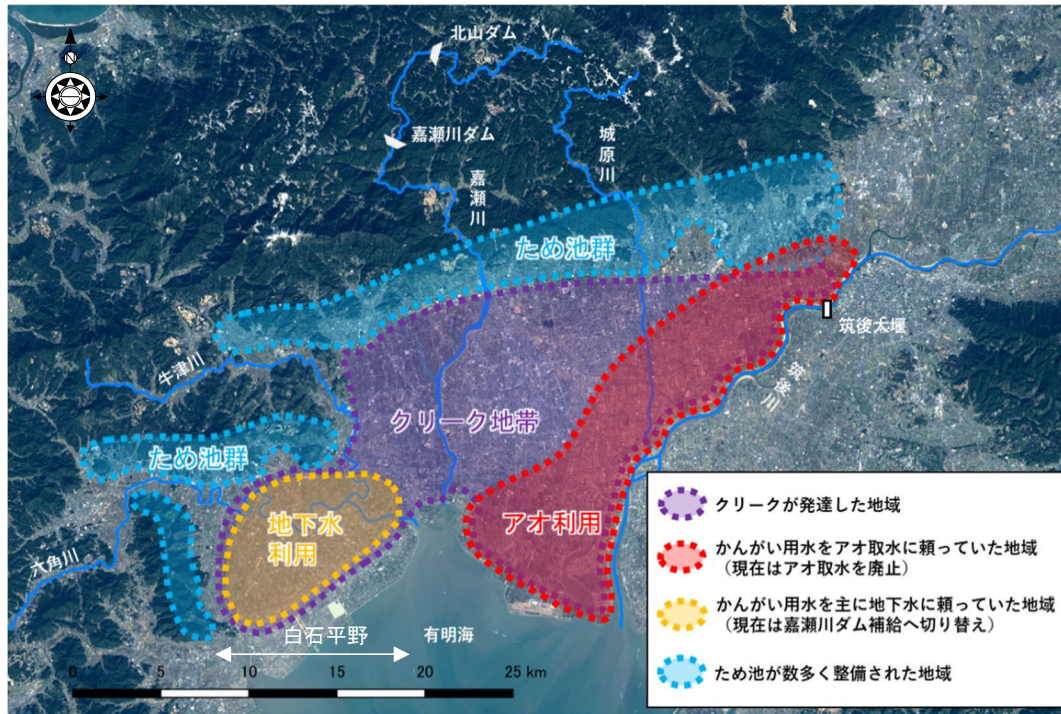 N
北山ダム
嘉瀬川ダム
城原川
嘉瀬川
ため池群
筑後大堰
牛津川
筑後川
クリーク地帯
ため池群
アオ利用
地下水
利用
六角川
白石平野
有明海
クリークが発達した地域
かんがい用水をアオ取水に頼っていた地域
（現在はアオ取水を廃止）
かんがい用水を主に地下水に頼っていた地域
（現在は嘉瀬川ダム補給へ切り替え）
ため池が数多く整備された地域
0 5 10 15 20 25 km